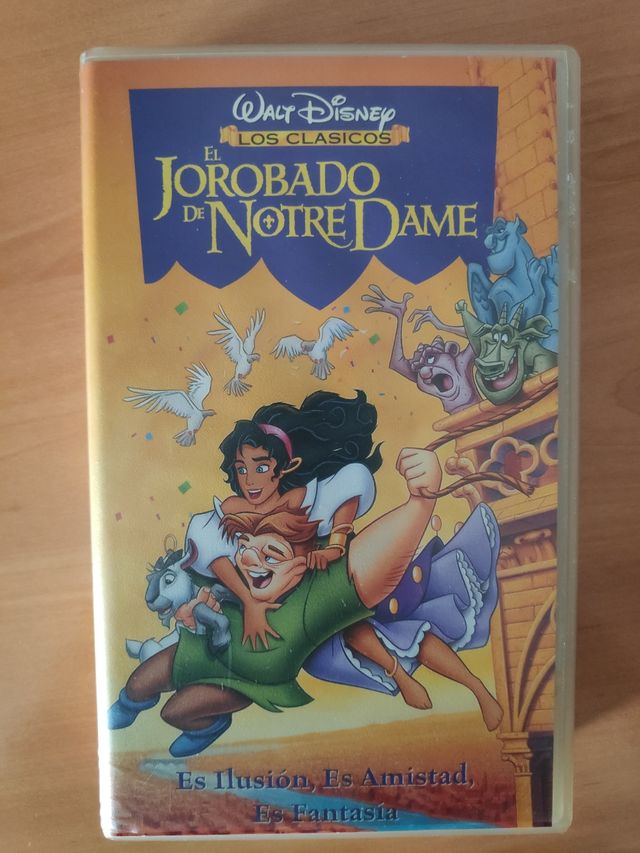 WALT DISNEY
LOS CLASICOS
EL
JOROBADO
DE NOTRE DAME
Es Ilusión, Es Amistad,
Es Fantasía